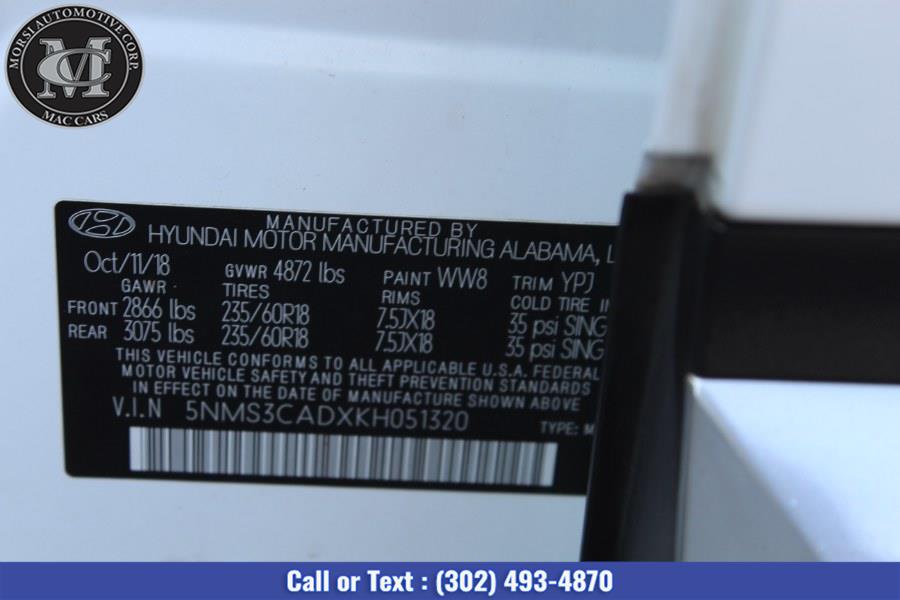 MORSI AUTOMOTIVE CORP.
MC
MAC CARS
MANUFACTURED BY
HYUNDAI MOTOR MANUFACTURING ALABAMA, L
Oct/11/18 GVWR 4872 lbs PAINT WW8 TRIM YPJ
GAWR TIRES RIMS COLD TIRE IN
FRONT 2866 lbs 235/60R18 7.5JX18 35 psi SING
REAR 3075 lbs 235/60R18 7.5JX18 35 psi SING
THIS VEHICLE CONFORMS TO ALL APPLICABLE U.S.A. FEDERAL
MOTOR VEHICLE SAFETY AND THEFT PREVENTION STANDARDS
IN EFFECT ON THE DATE OF MANUFACTURE SHOWN ABOVE.
V.I.N 5NMS3CADXKH051320 TYPE: M
Call or Text : (302) 493-4870